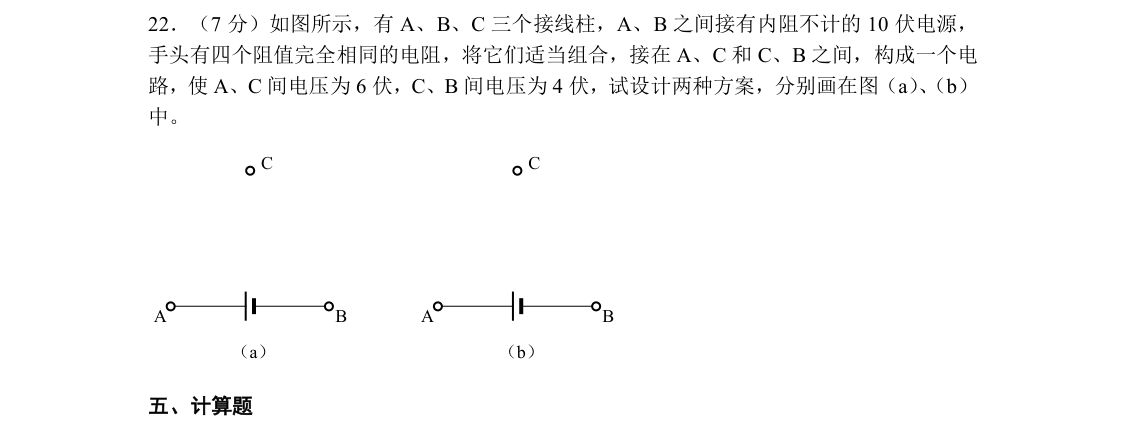 22．（7 分）如图所示，有 A、B、C 三个接线柱，A、B 之间接有内阻不计的 10 伏电源，
手头有四个阻值完全相同的电阻，将它们适当组合，接在 A、C 和 C、B 之间，构成一个电
路，使 A、C 间电压为 6 伏，C、B 间电压为 4 伏，试设计两种方案，分别画在图（a）、（b）
中。
C C
A B A B
（a） （b）
五、计算题